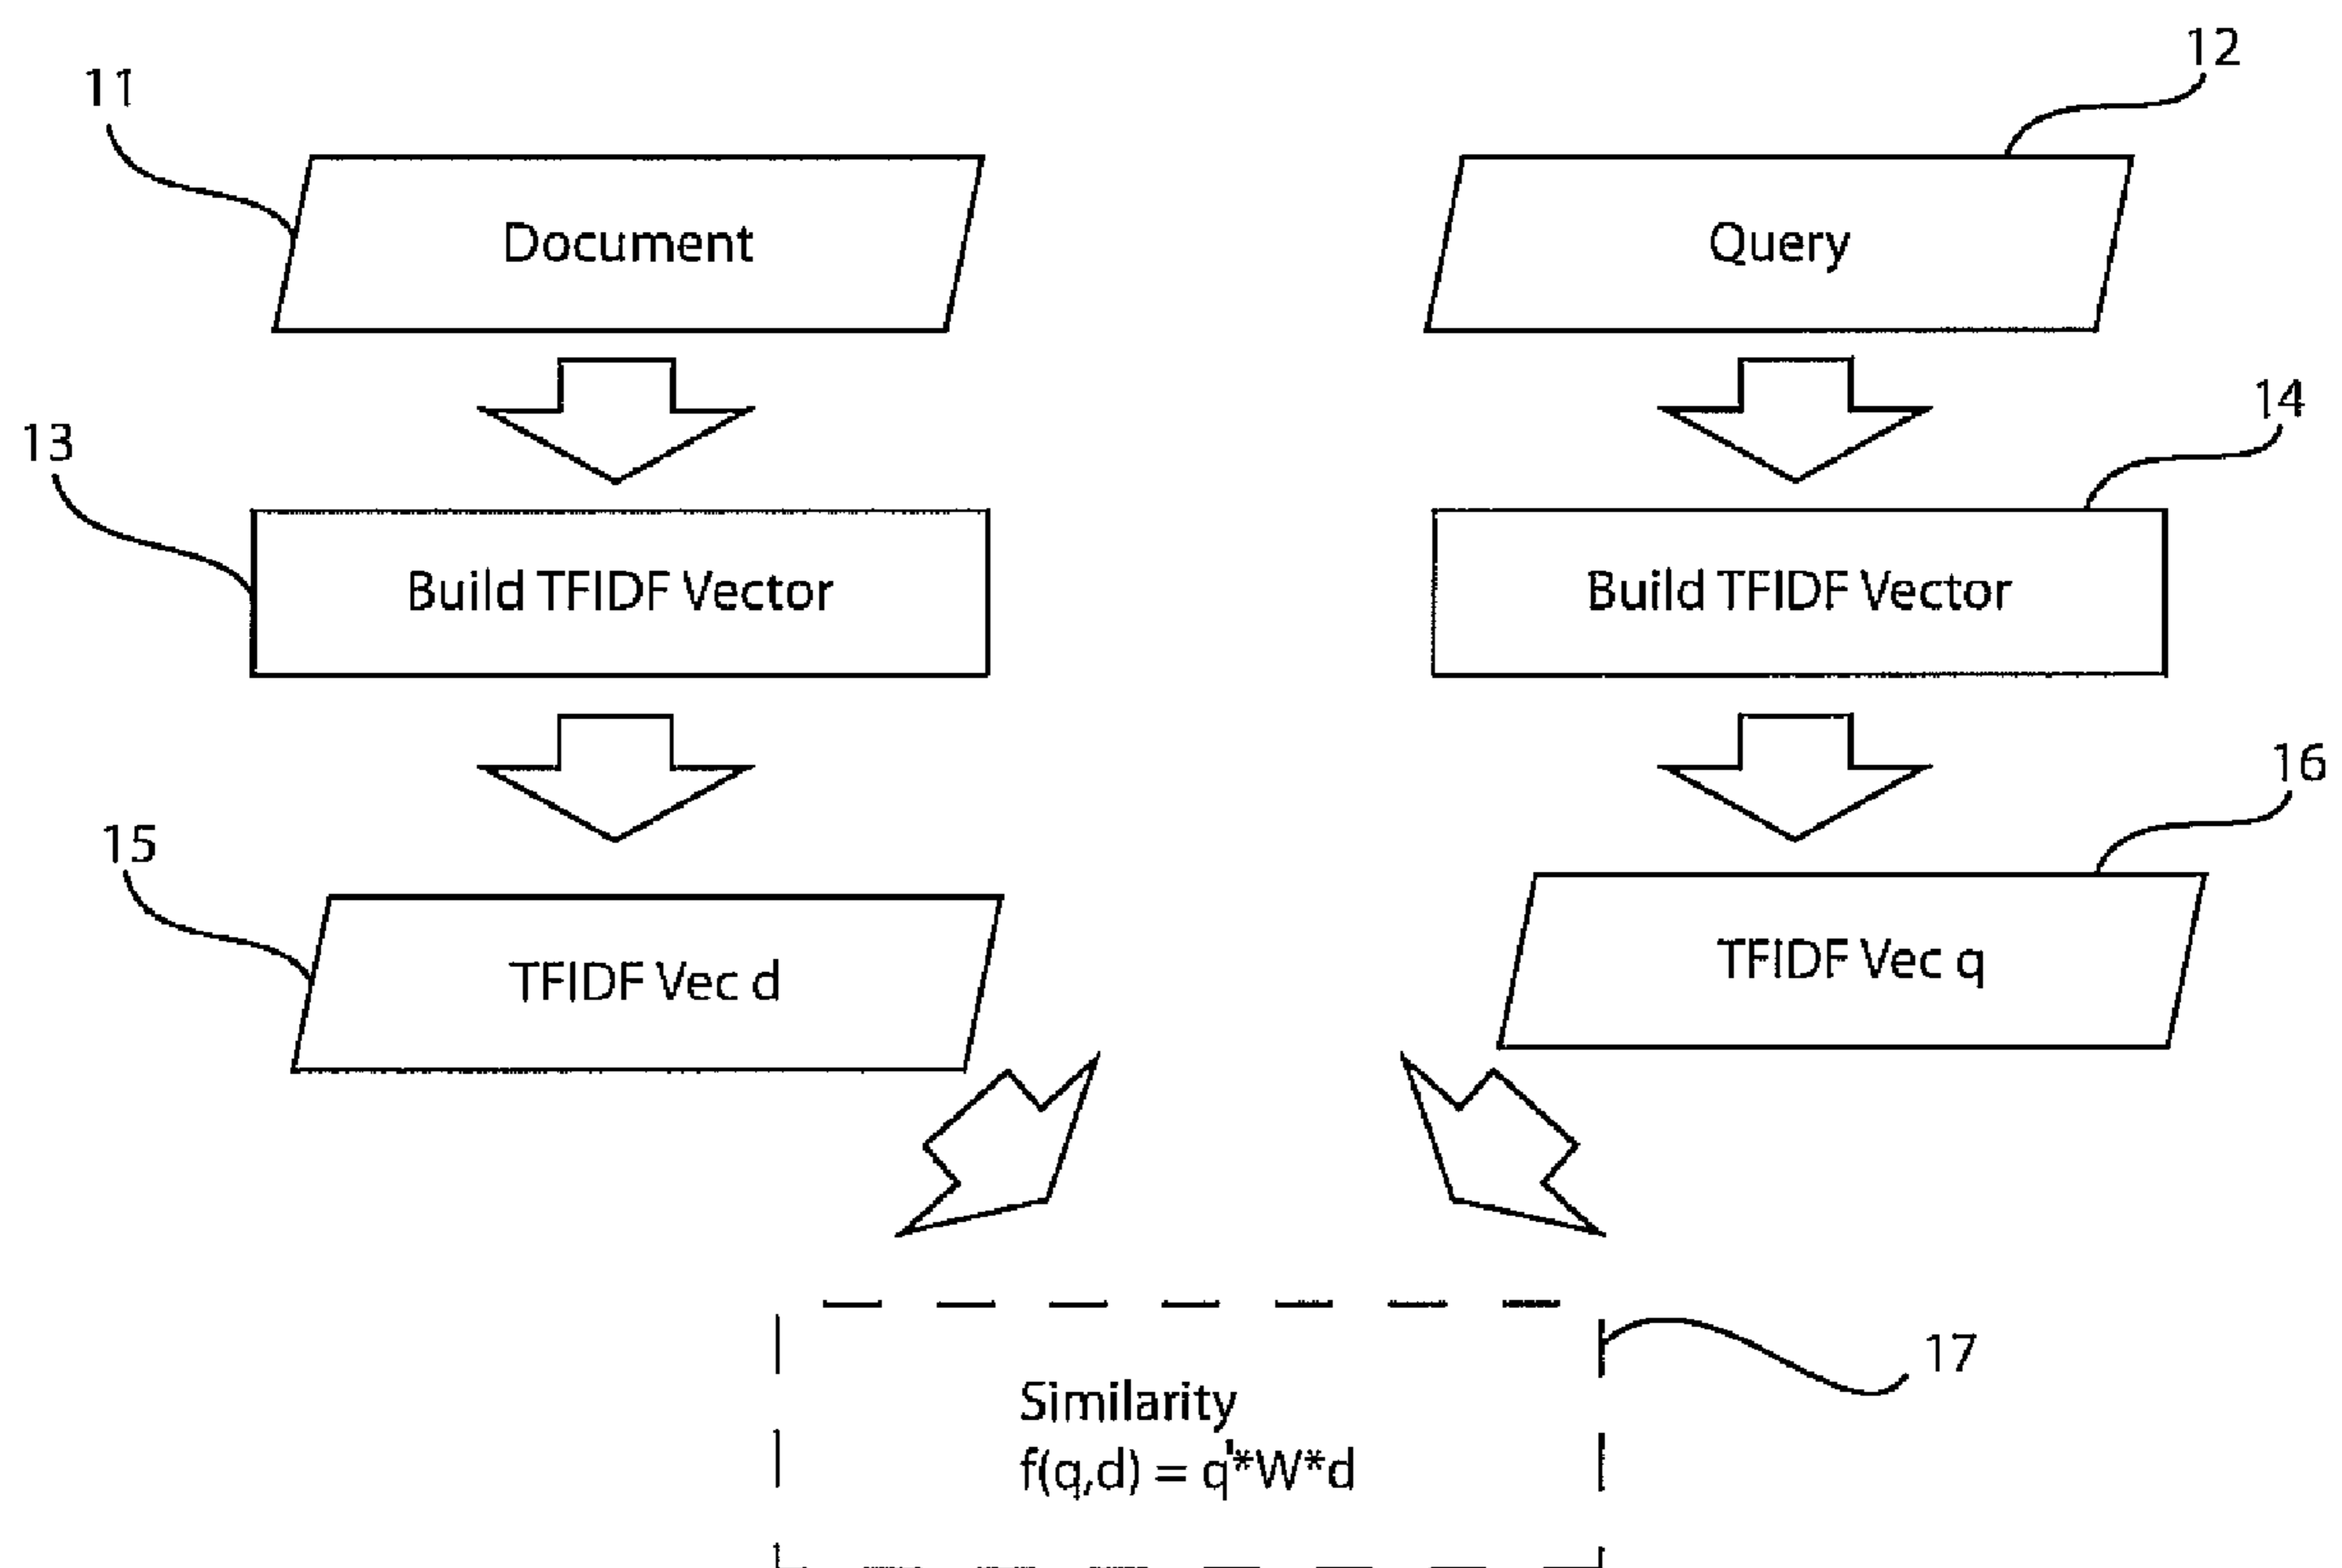 12
11
Document
Query
14
13
Build TFIDF Vector
Build TFIDF Vector
16
15
TFIDF Vec d
TFIDF Vec q
17
Similarity
f(q,d) = q'*W*d